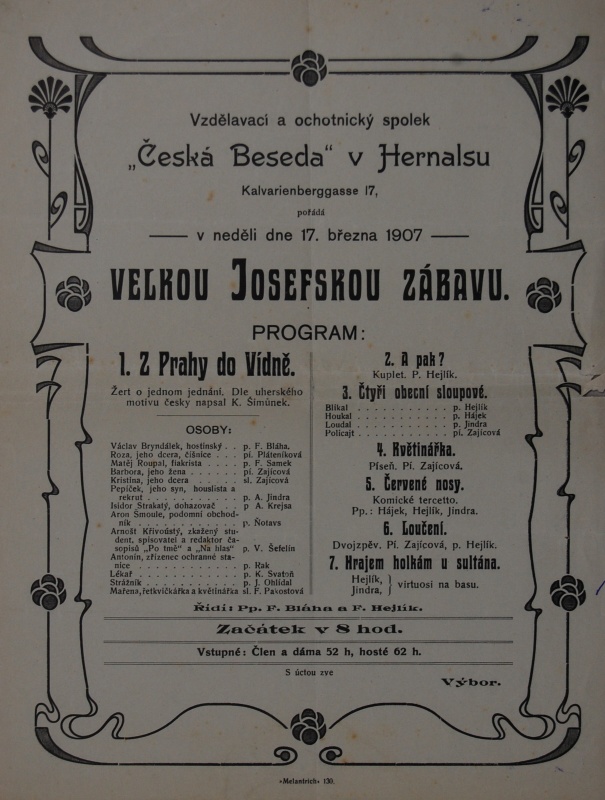 Vzdělavací a ochotnický spolek
„Česká Beseda" v Hernalsu
Kalvarienberggasse 17,
pořádá
v neděli dne 17. března 1907
VELKOU JOSEFSKOU ZÁBAVU.
PROGRAM:
1. Z Prahy do Vídně.
Žert o jednom jednání. Dle uherského
motivu česky napsal K. Šimůnek.
OSOBY:
Václav Bryndálek, hostinský . . p. F. Bláha.
Roza, jeho dcera, číšnice . . . pí. Pláteníková
Matěj Roupal, fiakrista . . . . p. F. Samek
Barbora, jeho žena . . . . . . pí. Zajícová
Kristina, jeho dcera . . . . . sl. Zajícová
Pepíček, jeho syn, houslista a
rekrut . . . . . . . . . . p. A. Jindra
Isidor Strakatý, dohazovač . . p A. Krejsa
Aron Šmoule, podomní obchod-
ník . . . . . . . . . . . p. Notavs
Arnošt Křivoústý, zkažený stu-
dent, spisovatel a redaktor ča-
sopisů „Po tmě" a „Na hlas" p. V. Šefelín
Antonín, zřízenec ochranné sta-
nice . . . . . . . . . . . p. Rak
Lékař . . . . . . . . . . . p. K. Svatoň
Strážník . . . . . . . . . . p. J. Ohlídal
Mařena, řetkvičkářka a květinářka sl. F. Pakostová
2. A pak?
Kuplet. P. Hejlík.
3. Čtyři obecní sloupové.
Blikal . . . . . . . . . . p. Hejlík
Houkal . . . . . . . . . . p. Hájek
Loudal . . . . . . . . . . p. Jindra
Policajt . . . . . . . . . . pí. Zajícová
4. Květinářka.
Píseň. Pí. Zajícová.
5. Červené nosy.
Komické tercetto.
Pp.: Hájek, Hejlík, Jindra.
6. Loučení.
Dvojzpěv. Pí. Zajícová, p. Hejlík.
7. Hrajem holkám u sultána.
Hejlík, } virtuosi na basu.
Jindra,
Řídí: Pp. F. Bláha a F. Hejlík.
Začátek v 8 hod.
Vstupné: Člen a dáma 52 h, hosté 62 h.
S úctou zve
Výbor.
»Melantrich« 130.